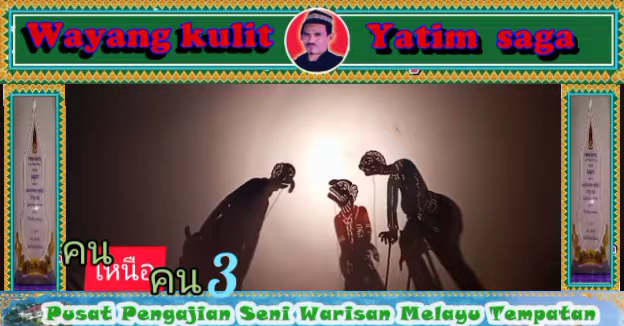 Wayang kulit Yatim saga
คน
เหนือ
คน 3
Pusat Pengajian Seni Warisan Melayu Tempatan